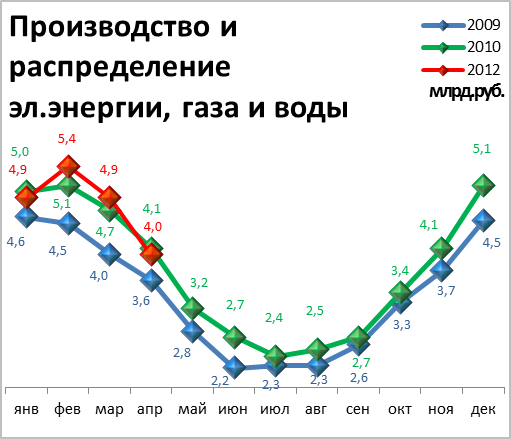 Производство и
распределение
эл.энергии, газа и воды
2009
2010
2012
млрд.руб.
5,0 5,4 4,9 5,1
4,9 5,1 4,7 4,1 4,1
4,6 4,5 4,0 4,0 4,5
3,6 3,2 3,4 3,7
2,8 2,7 2,4 2,5 2,7 3,3
2,2 2,3 2,3 2,6
янв фев мар апр май июн июл авг сен окт ноя дек